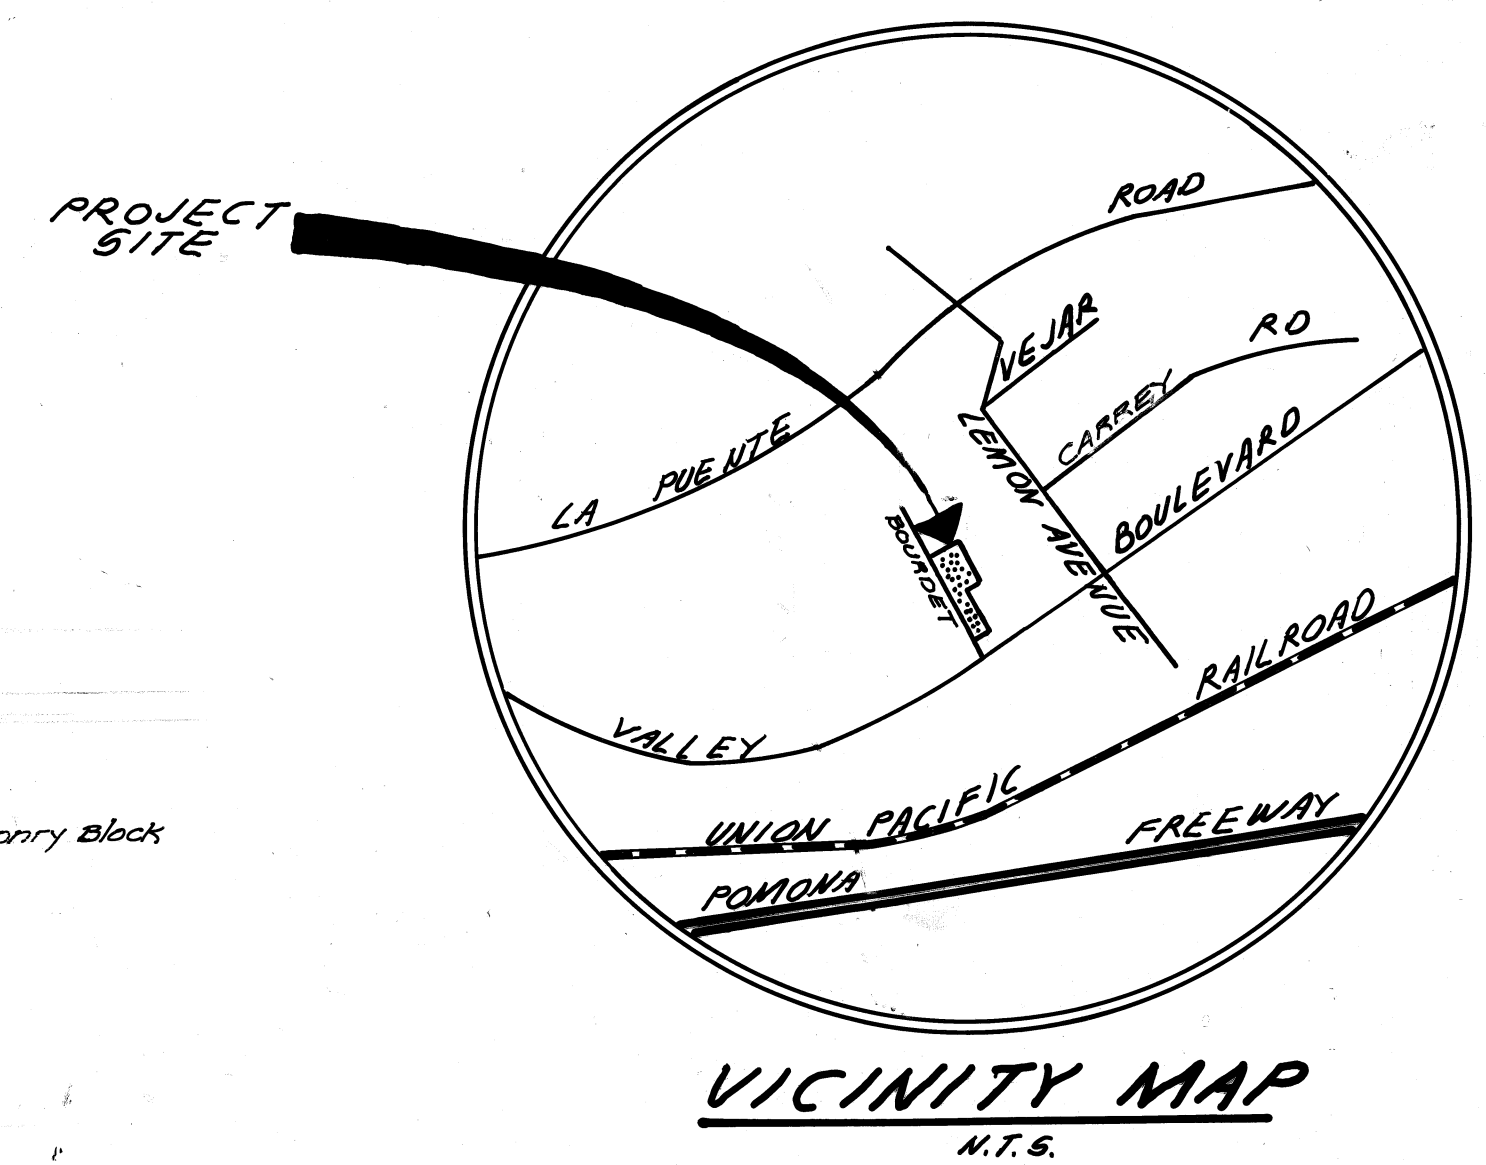 PROJECT
SITE
ROAD
VEJAR
RD
CARREY
LA PUENTE
LEMON AVENUE
BOULEVARD
BOURDET
VALLEY
RAILROAD
UNION PACIFIC
FREEWAY
POMONA
Block
VICINITY MAP
N.T.S.